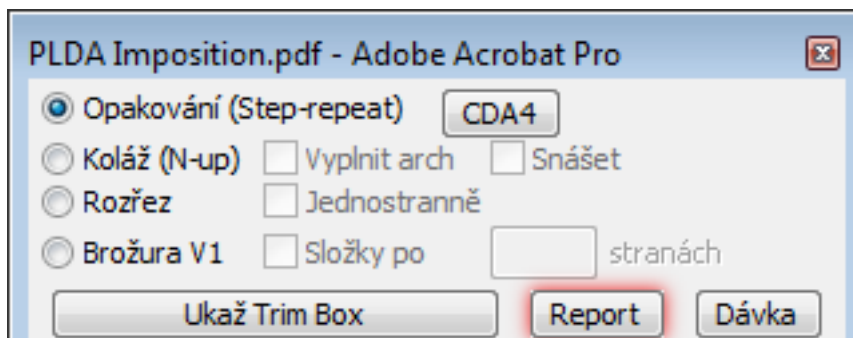 PLDA Imposition.pdf - Adobe Acrobat Pro
Opakování (Step-repeat) CDA4
Koláž (N-up) Vyplnit arch Snášet
Rozřez Jednostranně
Brožura V1 Složky po stranách
Ukaž Trim Box Report Dávka